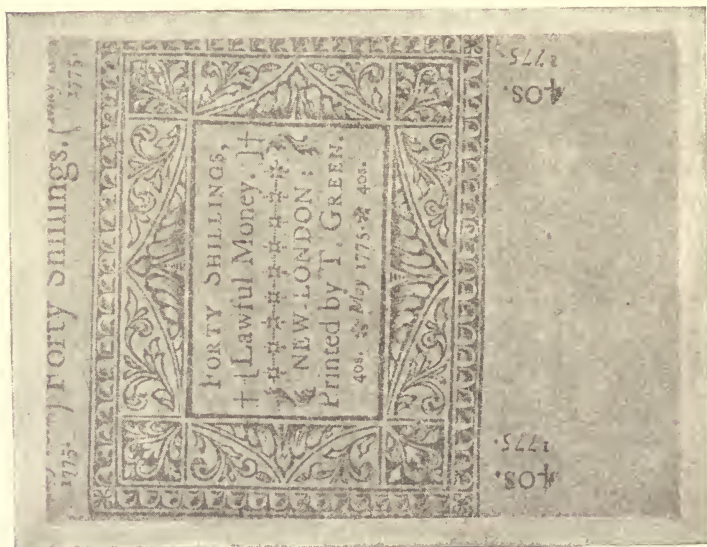 Forty Shillings. (
1775.
1775.
FORTY SHILLINGS,
† [Lawful Money.] †
NEW-LONDON:
Printed by T. GREEN.
40s. May 1775. * 40s.
40s.
1775.
40s.
1775.